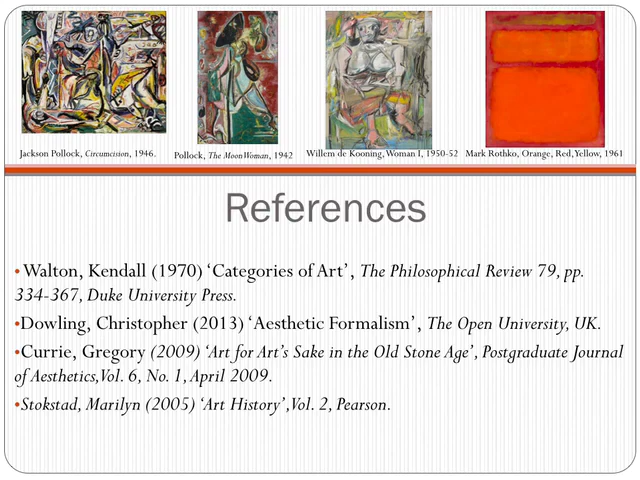 Jackson Pollock, Circumcision, 1946.
Pollock, The Moon Woman, 1942
Willem de Kooning, Woman I, 1950-52
Mark Rothko, Orange, Red, Yellow, 1961
References
• Walton, Kendall (1970) ‘Categories of Art’, The Philosophical Review 79, pp.
334-367, Duke University Press.
•Dowling, Christopher (2013) ‘Aesthetic Formalism’, The Open University, UK.
•Currie, Gregory (2009) ‘Art for Art’s Sake in the Old Stone Age’, Postgraduate Journal
of Aesthetics, Vol. 6, No. 1, April 2009.
•Stokstad, Marilyn (2005) ‘Art History’, Vol. 2, Pearson.